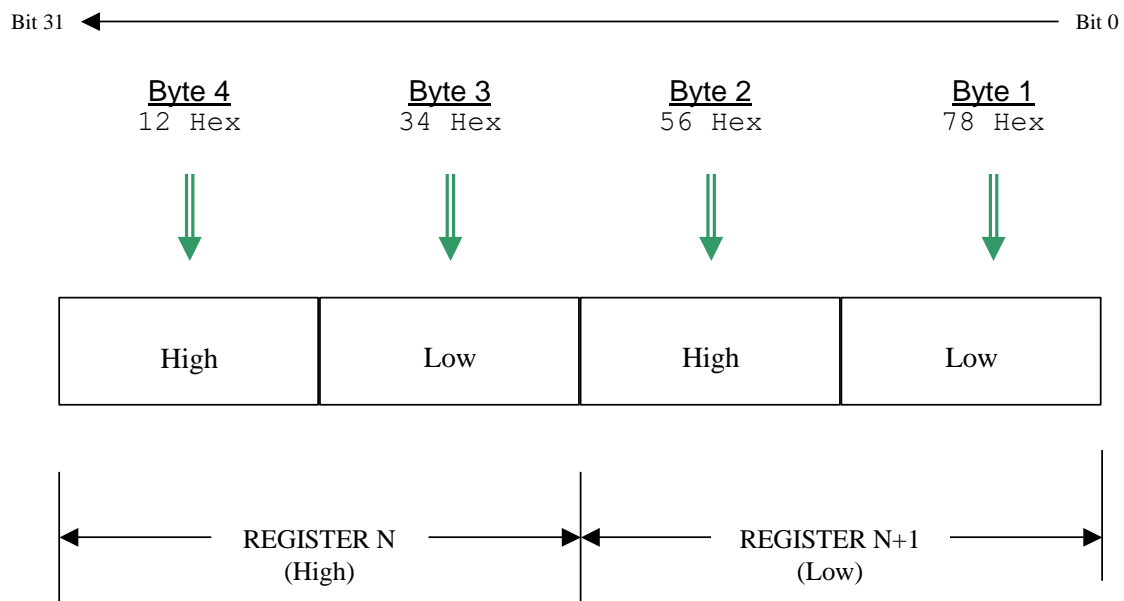 Bit 31 Bit 0
Byte 4 Byte 3 Byte 2 Byte 1
12 Hex 34 Hex 56 Hex 78 Hex
High Low High Low
REGISTER N REGISTER N+1
(High) (Low)